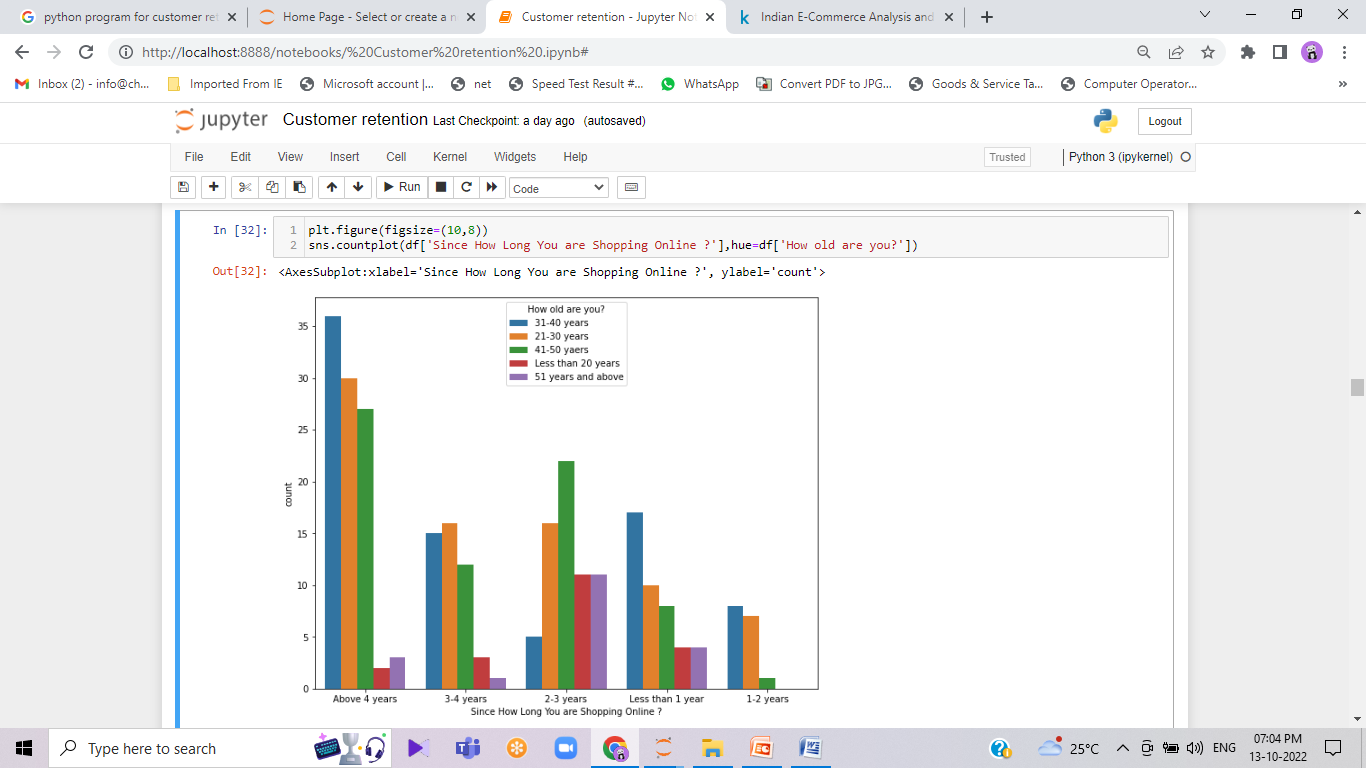 python program for customer ret
Home Page - Select or create a n
Customer retention - Jupyter No
Indian E-Commerce Analysis and
http://localhost:8888/notebooks/%20Customer%20retention%20.ipynb#
Inbox (2) - info@ch...
Imported From IE
Microsoft account |...
net
Speed Test Result #...
WhatsApp
Convert PDF to JPG...
Goods & Service Ta...
Computer Operator...
»
jupyter Customer retention Last Checkpoint: a day ago (autosaved)
Logout
File Edit View Insert Cell Kernel Widgets Help
Trusted
Python 3 (ipykernel)
Run
Code
In [32]:
1 plt.figure(figsize=(10,8))
2 sns.countplot(df['Since How Long You are Shopping Online ?'],hue=df['How old are you?'])
Out[32]: <AxesSubplot:xlabel='Since How Long You are Shopping Online ?', ylabel='count'>
How old are you?
31-40 years
21-30 years
41-50 yaers
Less than 20 years
51 years and above
35
30
25
20
15
10
5
0
count
Above 4 years 3-4 years 2-3 years Less than 1 year 1-2 years
Since How Long You are Shopping Online ?
Type here to search
25°C
ENG
07:04 PM
13-10-2022